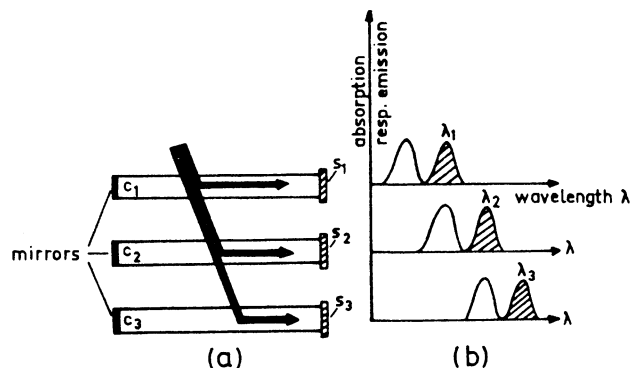 mirrors
C1
C2
C3
S1
S2
S3
(a)
absorption
resp. emission
λ1
wavelength λ
λ2
λ
λ3
λ
(b)